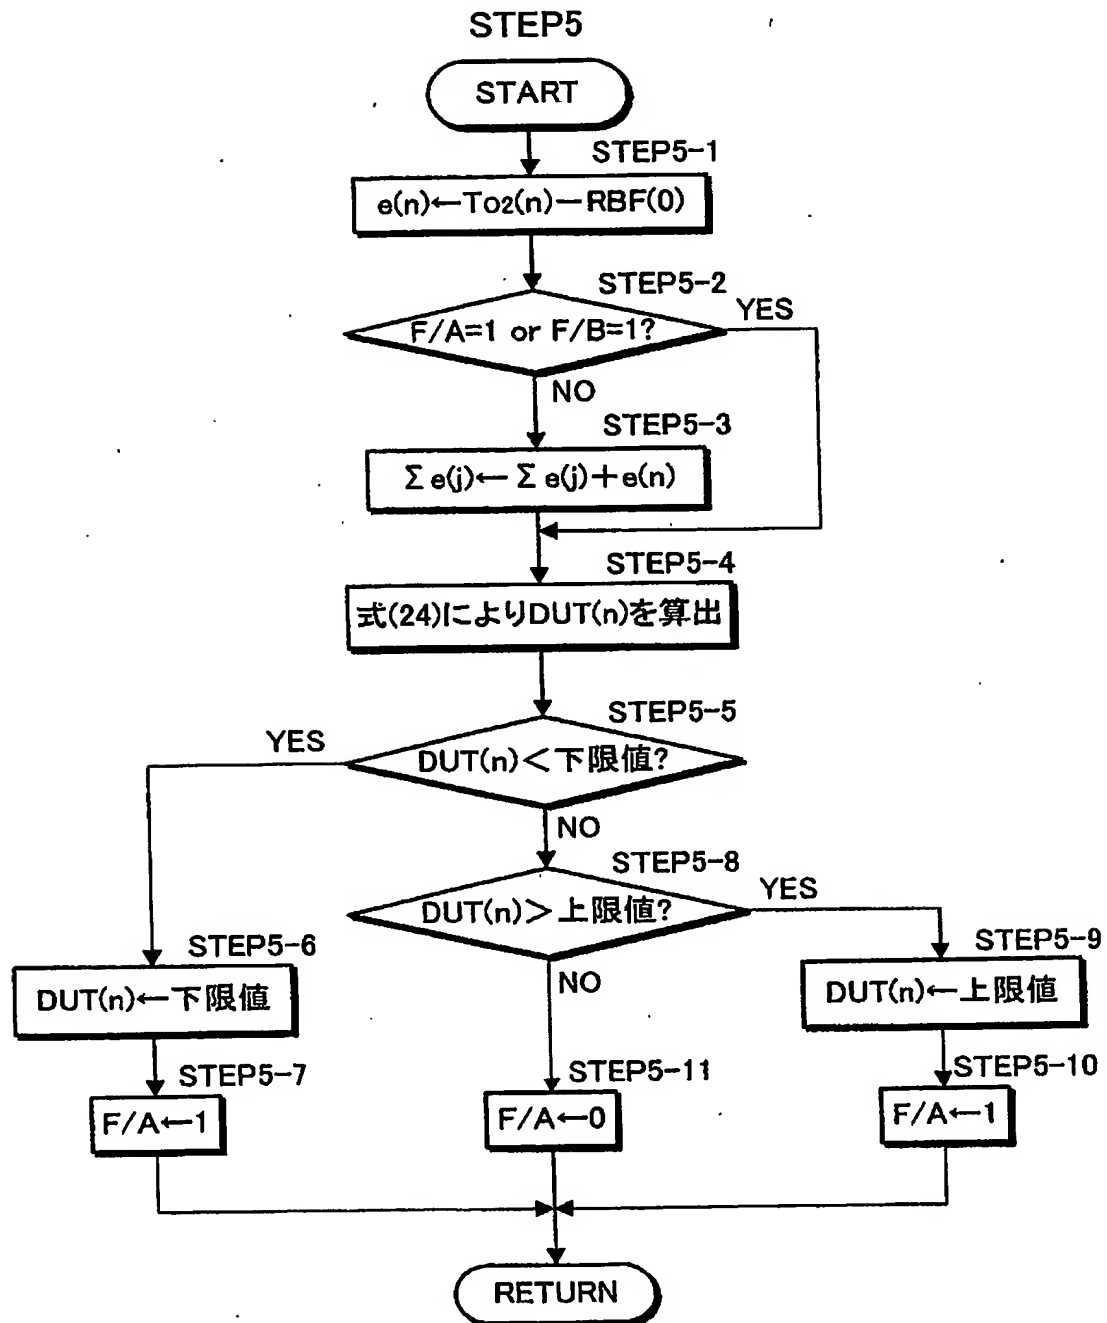 STEP5
START
STEP5-1
e(n)←To2(n)−RBF(0)
STEP5-2
YES
F/A=1 or F/B=1?
NO
STEP5-3
Σe(j)←Σe(j)+e(n)
STEP5-4
式(24)によりDUT(n)を算出
STEP5-5
YES
DUT(n)<下限値?
NO
STEP5-8
YES
DUT(n)>上限値?
STEP5-6
STEP5-9
NO
DUT(n)←下限値
DUT(n)←上限値
STEP5-7
STEP5-11
STEP5-10
F/A←1
F/A←0
F/A←1
RETURN